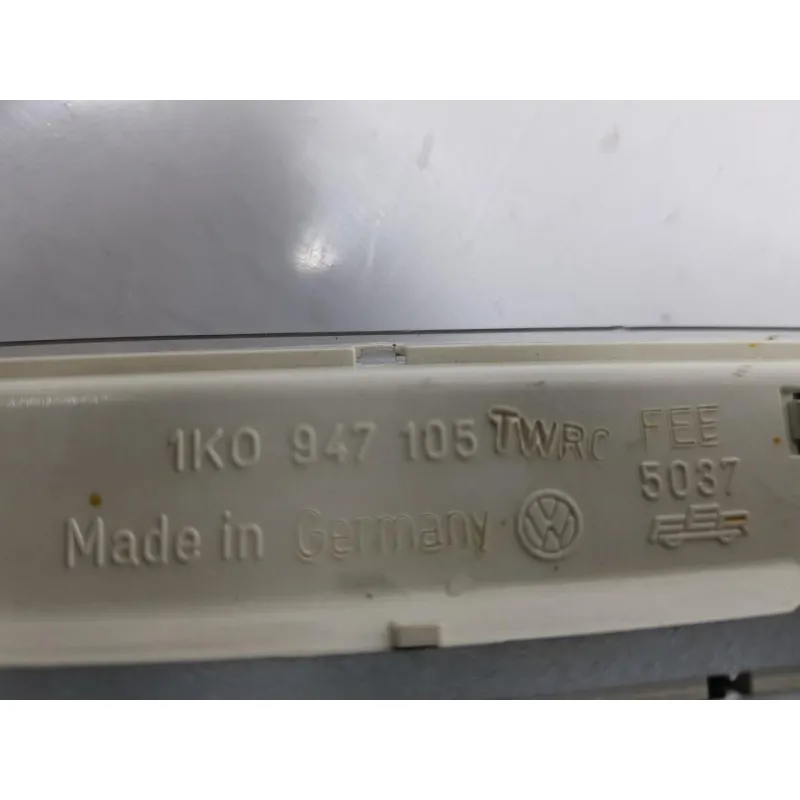 1K0 947 105 TWRC FEE
5037
Made in Germany